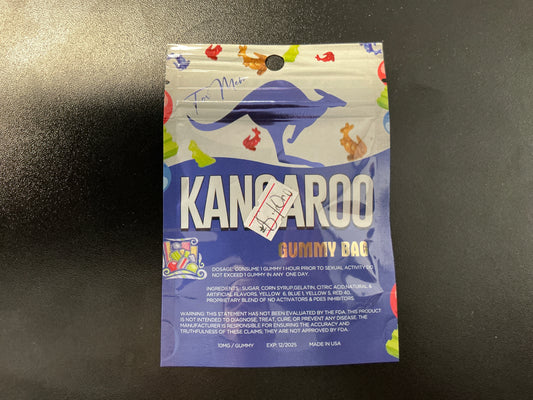 For Men
KANGAROO
GUMMY BAG
DOSAGE: CONSUME 1 GUMMY 1 HOUR PRIOR TO SEXUAL ACTIVITY DO
NOT EXCEED 1 GUMMY IN ANY ONE DAY.
INGREDIENTS: SUGAR, CORN SYRUP, GELATIN, CITRIC ACID, NATURAL &
ARTIFICIAL FLAVORS, YELLOW 6, BLUE 1, YELLOW 5, RED 40,
PROPRIETARY BLEND OF NO ACTIVATORS & PDE5 INHIBITORS.
WARNING: THIS STATEMENT HAS NOT BEEN EVALUATED BY THE FDA. THIS PRODUCT
IS NOT INTENDED TO DIAGNOSE, TREAT, CURE, OR PREVENT ANY DISEASE. THE
MANUFACTURER IS RESPONSIBLE FOR ENSURING THE ACCURACY AND
TRUTHFULNESS OF THESE CLAIMS; THEY ARE NOT APPROVED BY FDA.
10MG / GUMMY EXP: 12/2025 MADE IN USA